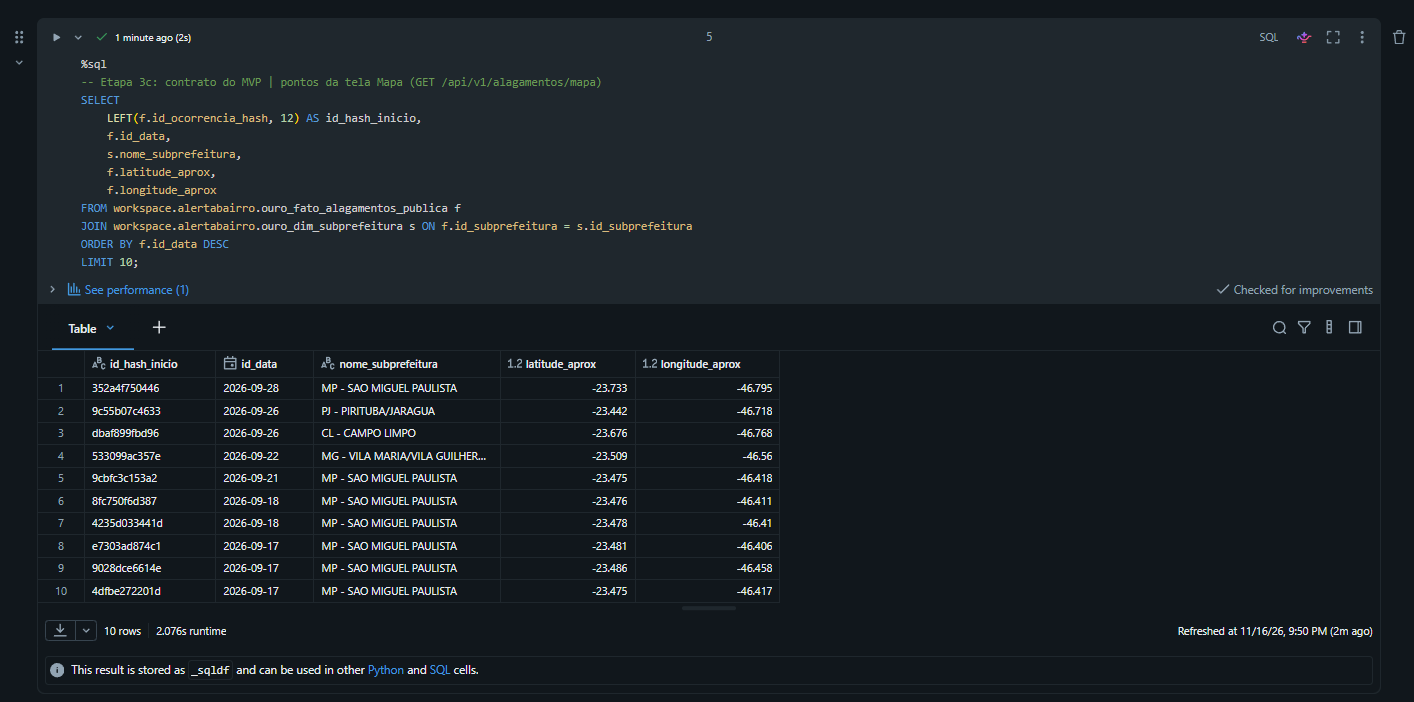 1 minute ago (2s)
5
SQL
%sql
-- Etapa 3c: contrato do MVP | pontos da tela Mapa (GET /api/v1/alagamentos/mapa)
SELECT
LEFT(f.id_ocorrencia_hash, 12) AS id_hash_inicio,
f.id_data,
s.nome_subprefeitura,
f.latitude_aprox,
f.longitude_aprox
FROM workspace.alertabairro.ouro_fato_alagamentos_publica f
JOIN workspace.alertabairro.ouro_dim_subprefeitura s ON f.id_subprefeitura = s.id_subprefeitura
ORDER BY f.id_data DESC
LIMIT 10;
See performance (1)
Checked for improvements
Table
id_hash_inicio id_data nome_subprefeitura 1.2 latitude_aprox 1.2 longitude_aprox
1 352a4f750446 2026-09-28 MP - SAO MIGUEL PAULISTA -23.733 -46.795
2 9c55b07c4633 2026-09-26 PJ - PIRITUBA/JARAGUA -23.442 -46.718
3 dbaf899fbd96 2026-09-26 CL - CAMPO LIMPO -23.676 -46.768
4 533099ac357e 2026-09-22 MG - VILA MARIA/VILA GUILHER... -23.509 -46.56
5 9cbfc3c153a2 2026-09-21 MP - SAO MIGUEL PAULISTA -23.475 -46.418
6 8fc750f6d387 2026-09-18 MP - SAO MIGUEL PAULISTA -23.476 -46.411
7 4235d033441d 2026-09-18 MP - SAO MIGUEL PAULISTA -23.478 -46.41
8 e7303ad874c1 2026-09-17 MP - SAO MIGUEL PAULISTA -23.481 -46.406
9 9028dce6614e 2026-09-17 MP - SAO MIGUEL PAULISTA -23.486 -46.458
10 4dfbe272201d 2026-09-17 MP - SAO MIGUEL PAULISTA -23.475 -46.417
10 rows 2.076s runtime
Refreshed at 11/16/26, 9:50 PM (2m ago)
This result is stored as _sqldf and can be used in other Python and SQL cells.